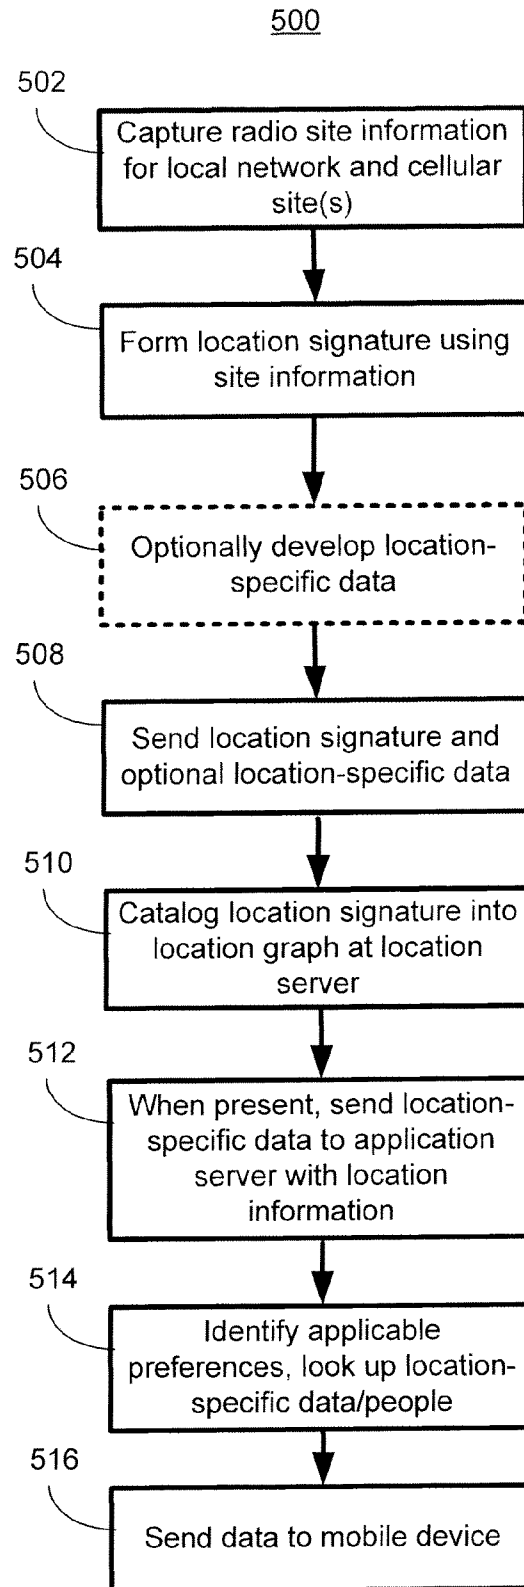 500
502
Capture radio site information
for local network and cellular
site(s)
504
Form location signature using
site information
506
Optionally develop location-
specific data
508
Send location signature and
optional location-specific data
510
Catalog location signature into
location graph at location
server
512
When present, send location-
specific data to application
server with location
information
514
Identify applicable
preferences, look up location-
specific data/people
516
Send data to mobile device